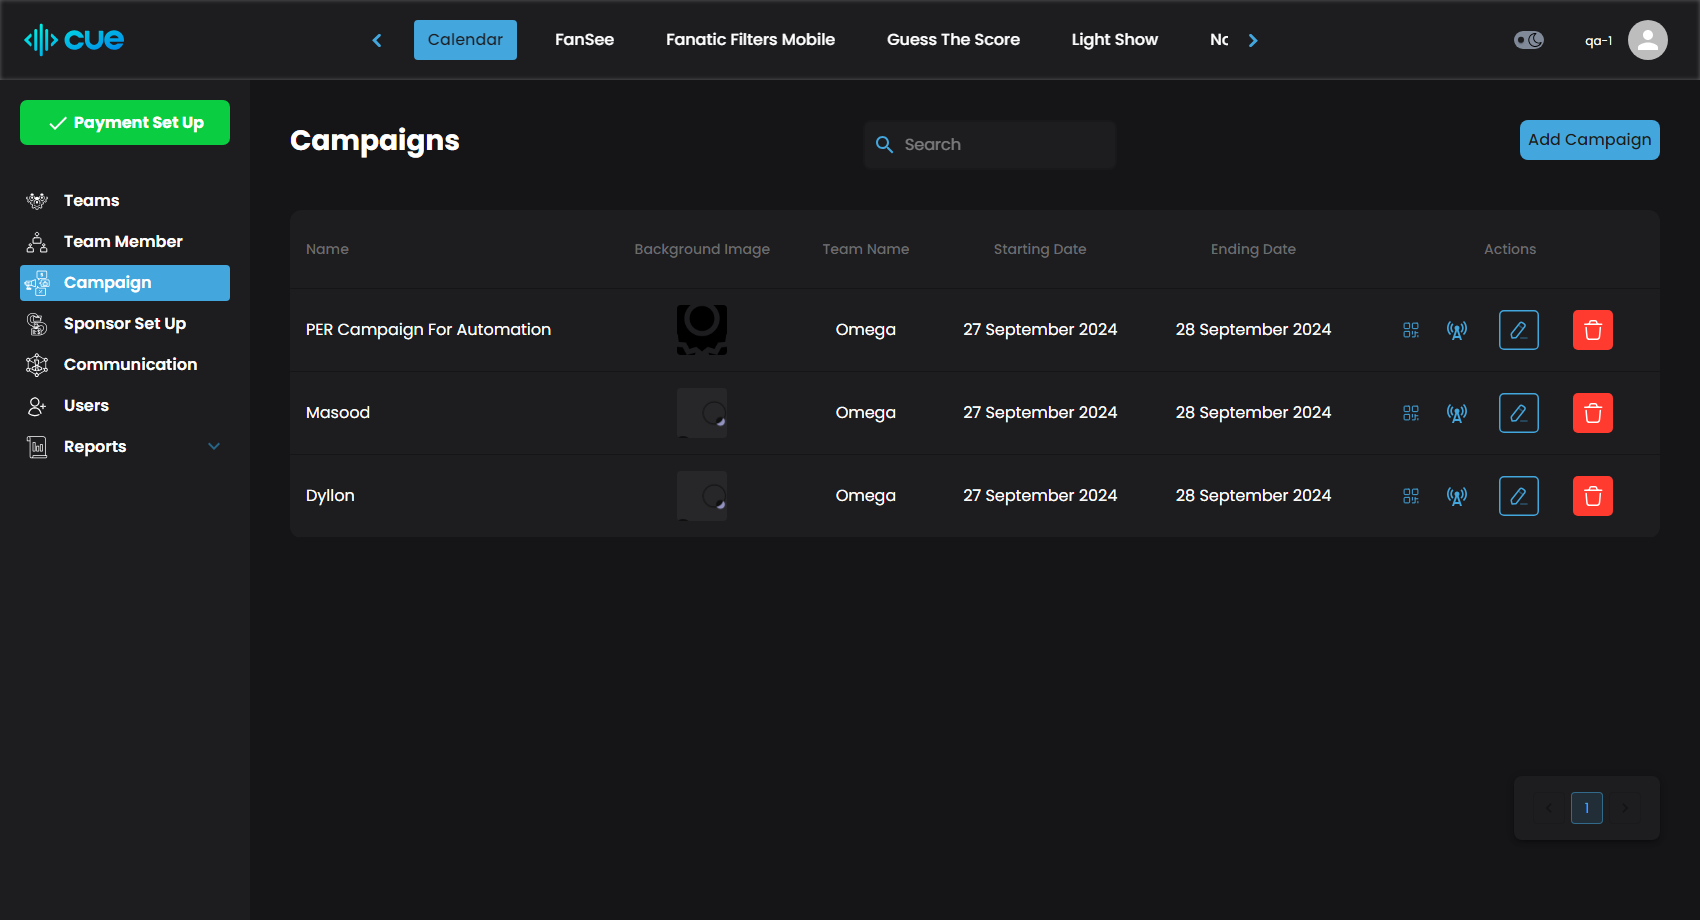 cue
Calendar FanSee Fanatic Filters Mobile Guess The Score Light Show
qa-1
Payment Set Up
Teams
Team Member
Campaign
Sponsor Set Up
Communication
Users
Reports
Campaigns
Search
Add Campaign
Name Background Image Team Name Starting Date Ending Date Actions
PER Campaign For Automation Omega 27 September 2024 28 September 2024
Masood Omega 27 September 2024 28 September 2024
Dyllon Omega 27 September 2024 28 September 2024
1